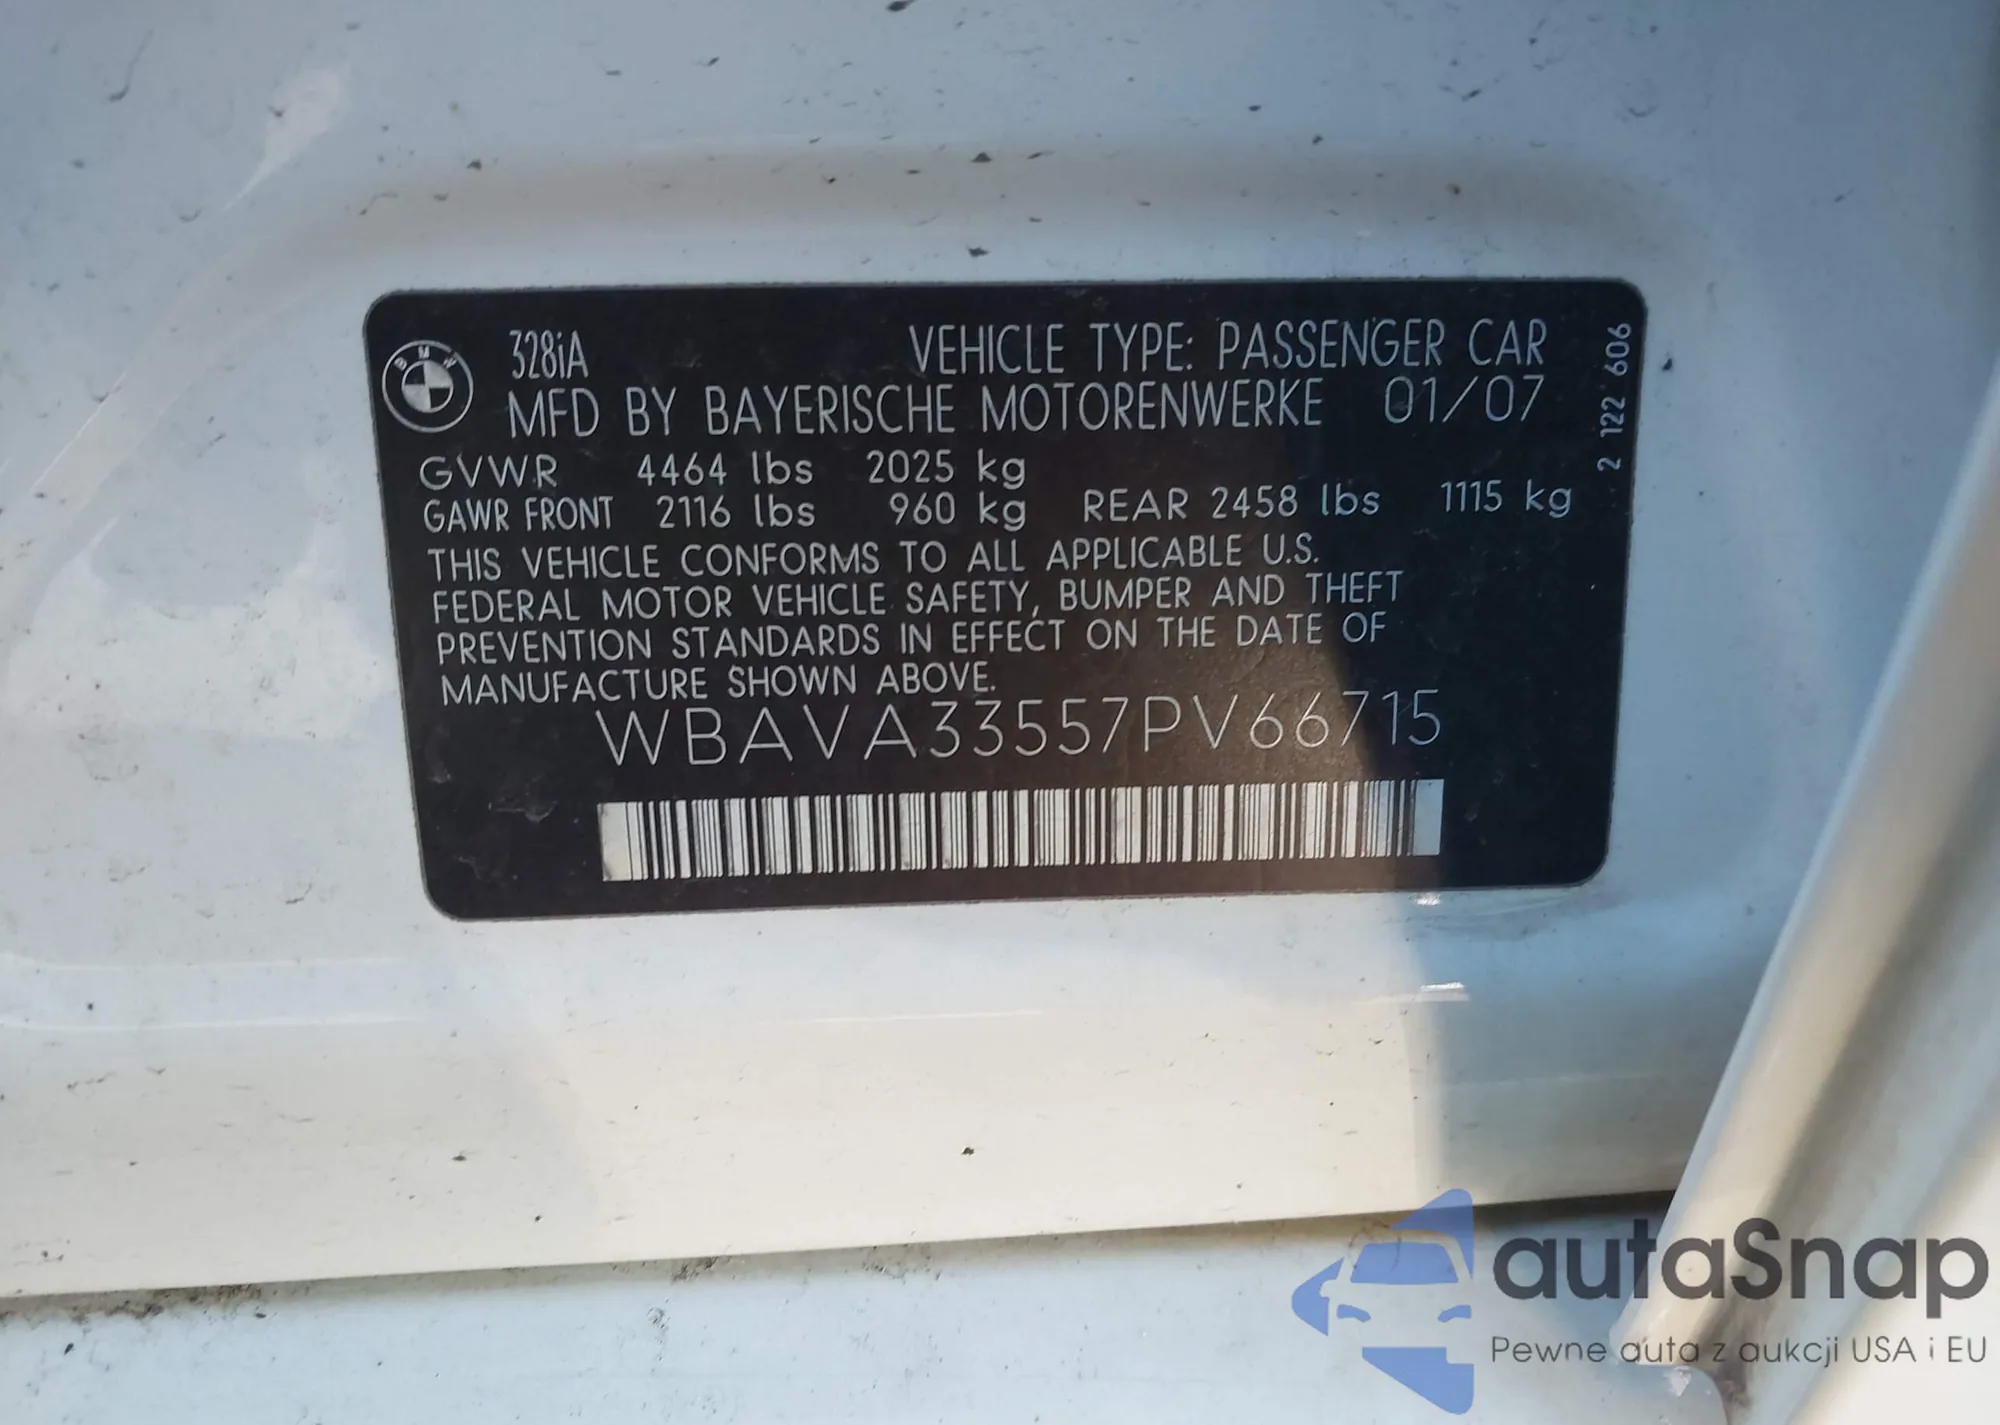 BMW
328iA VEHICLE TYPE: PASSENGER CAR
MFD BY BAYERISCHE MOTORENWERKE 01/07
GVWR 4464 lbs 2025 kg
GAWR FRONT 2116 lbs 960 kg REAR 2458 lbs 1115 kg
THIS VEHICLE CONFORMS TO ALL APPLICABLE U.S.
FEDERAL MOTOR VEHICLE SAFETY, BUMPER AND THEFT
PREVENTION STANDARDS IN EFFECT ON THE DATE OF
MANUFACTURE SHOWN ABOVE.
WBAVA33557PV66715
2 122 606
autaSnap
Pewne auta z aukcji USA i EU